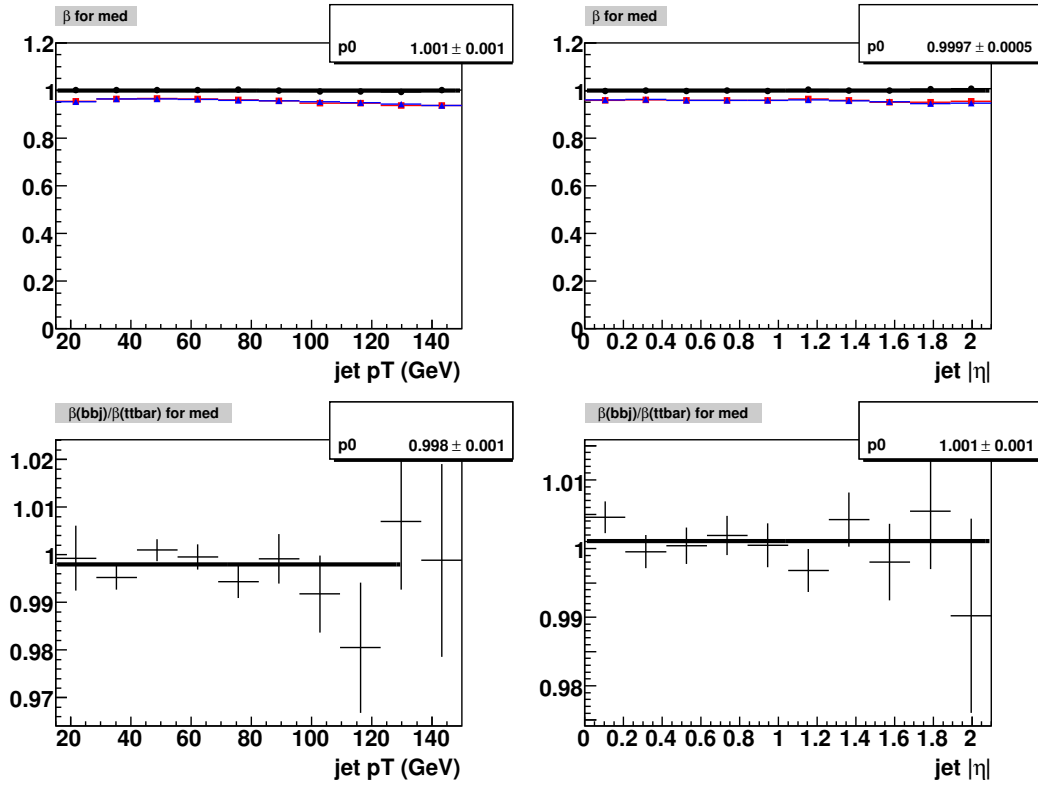 β for med
p0 1.001 ± 0.001
1.2
1
0.8
0.6
0.4
0.2
0
20 40 60 80 100 120 140
jet pT (GeV)
β for med
p0 0.9997 ± 0.0005
1.2
1
0.8
0.6
0.4
0.2
0
0 0.2 0.4 0.6 0.8 1 1.2 1.4 1.6 1.8 2
jet |η|
β(bbj)/β(ttbar) for med
p0 0.998 ± 0.001
1.02
1.01
1
0.99
0.98
0.97
20 40 60 80 100 120 140
jet pT (GeV)
β(bbj)/β(ttbar) for med
p0 1.001 ± 0.001
1.01
1
0.99
0.98
0 0.2 0.4 0.6 0.8 1 1.2 1.4 1.6 1.8 2
jet |η|